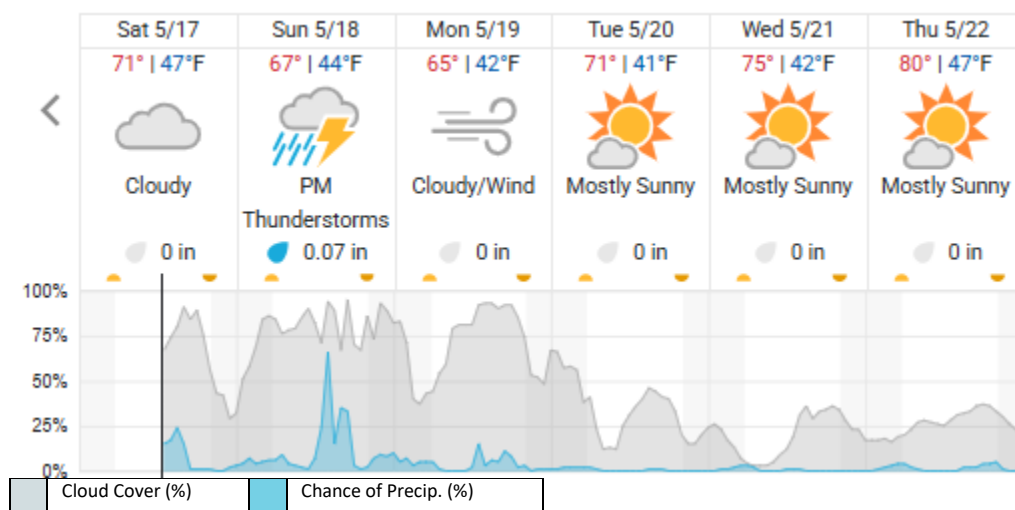 Sat 5/17 Sun 5/18 Mon 5/19 Tue 5/20 Wed 5/21 Thu 5/22
71° | 47°F 67° | 44°F 65° | 42°F 71° | 41°F 75° | 42°F 80° | 47°F
Cloudy PM Cloudy/Wind Mostly Sunny Mostly Sunny Mostly Sunny
Thunderstorms
0 in 0.07 in 0 in 0 in 0 in 0 in
100%
75%
50%
25%
0%
Cloud Cover (%) Chance of Precip. (%)